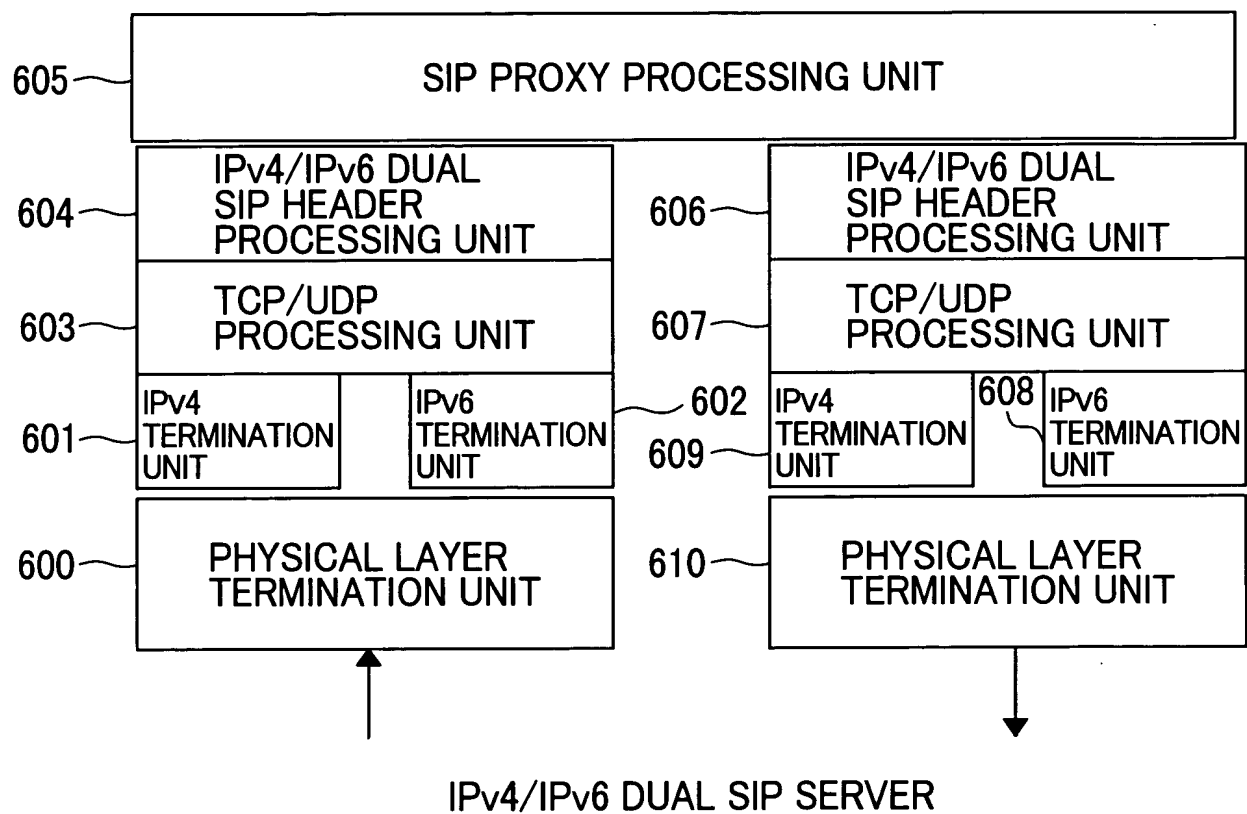 605
SIP PROXY PROCESSING UNIT
604
IPv4/IPv6 DUAL
SIP HEADER
PROCESSING UNIT
606
IPv4/IPv6 DUAL
SIP HEADER
PROCESSING UNIT
603
TCP/UDP
PROCESSING UNIT
607
TCP/UDP
PROCESSING UNIT
601
IPv4
TERMINATION
UNIT
IPv6
TERMINATION
UNIT
602
609
IPv4
TERMINATION
UNIT
608
IPv6
TERMINATION
UNIT
600
PHYSICAL LAYER
TERMINATION UNIT
610
PHYSICAL LAYER
TERMINATION UNIT
IPv4/IPv6 DUAL SIP SERVER